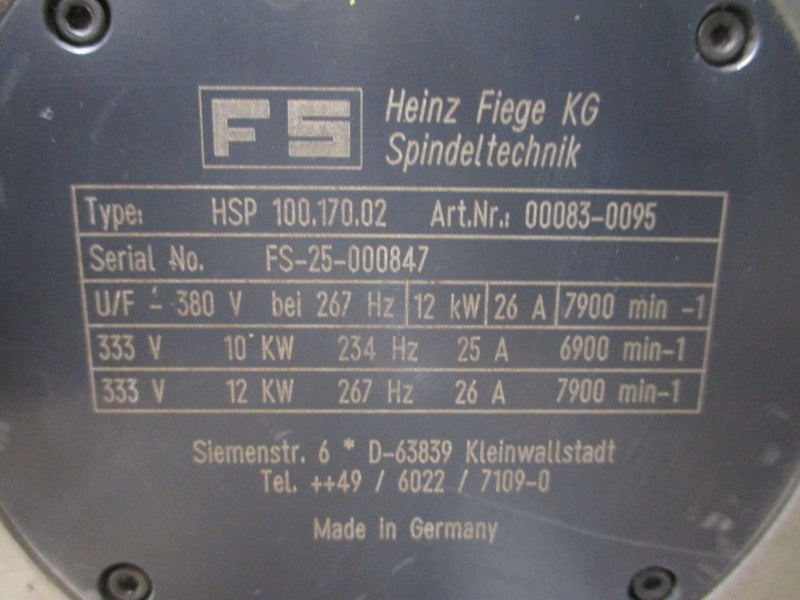 FS
Heinz Fiege KG
Spindeltechnik
Type: HSP 100.170.02 Art.Nr.: 00083-0095
Serial No. FS-25-000847
U/F - 380 V bei 267 Hz 12 kW 26 A 7900 min -1
333 V 10 KW 234 Hz 25 A 6900 min-1
333 V 12 KW 267 Hz 26 A 7900 min-1
Siemenstr. 6 * D-63839 Kleinwallstadt
Tel. ++49 / 6022 / 7109-0
Made in Germany